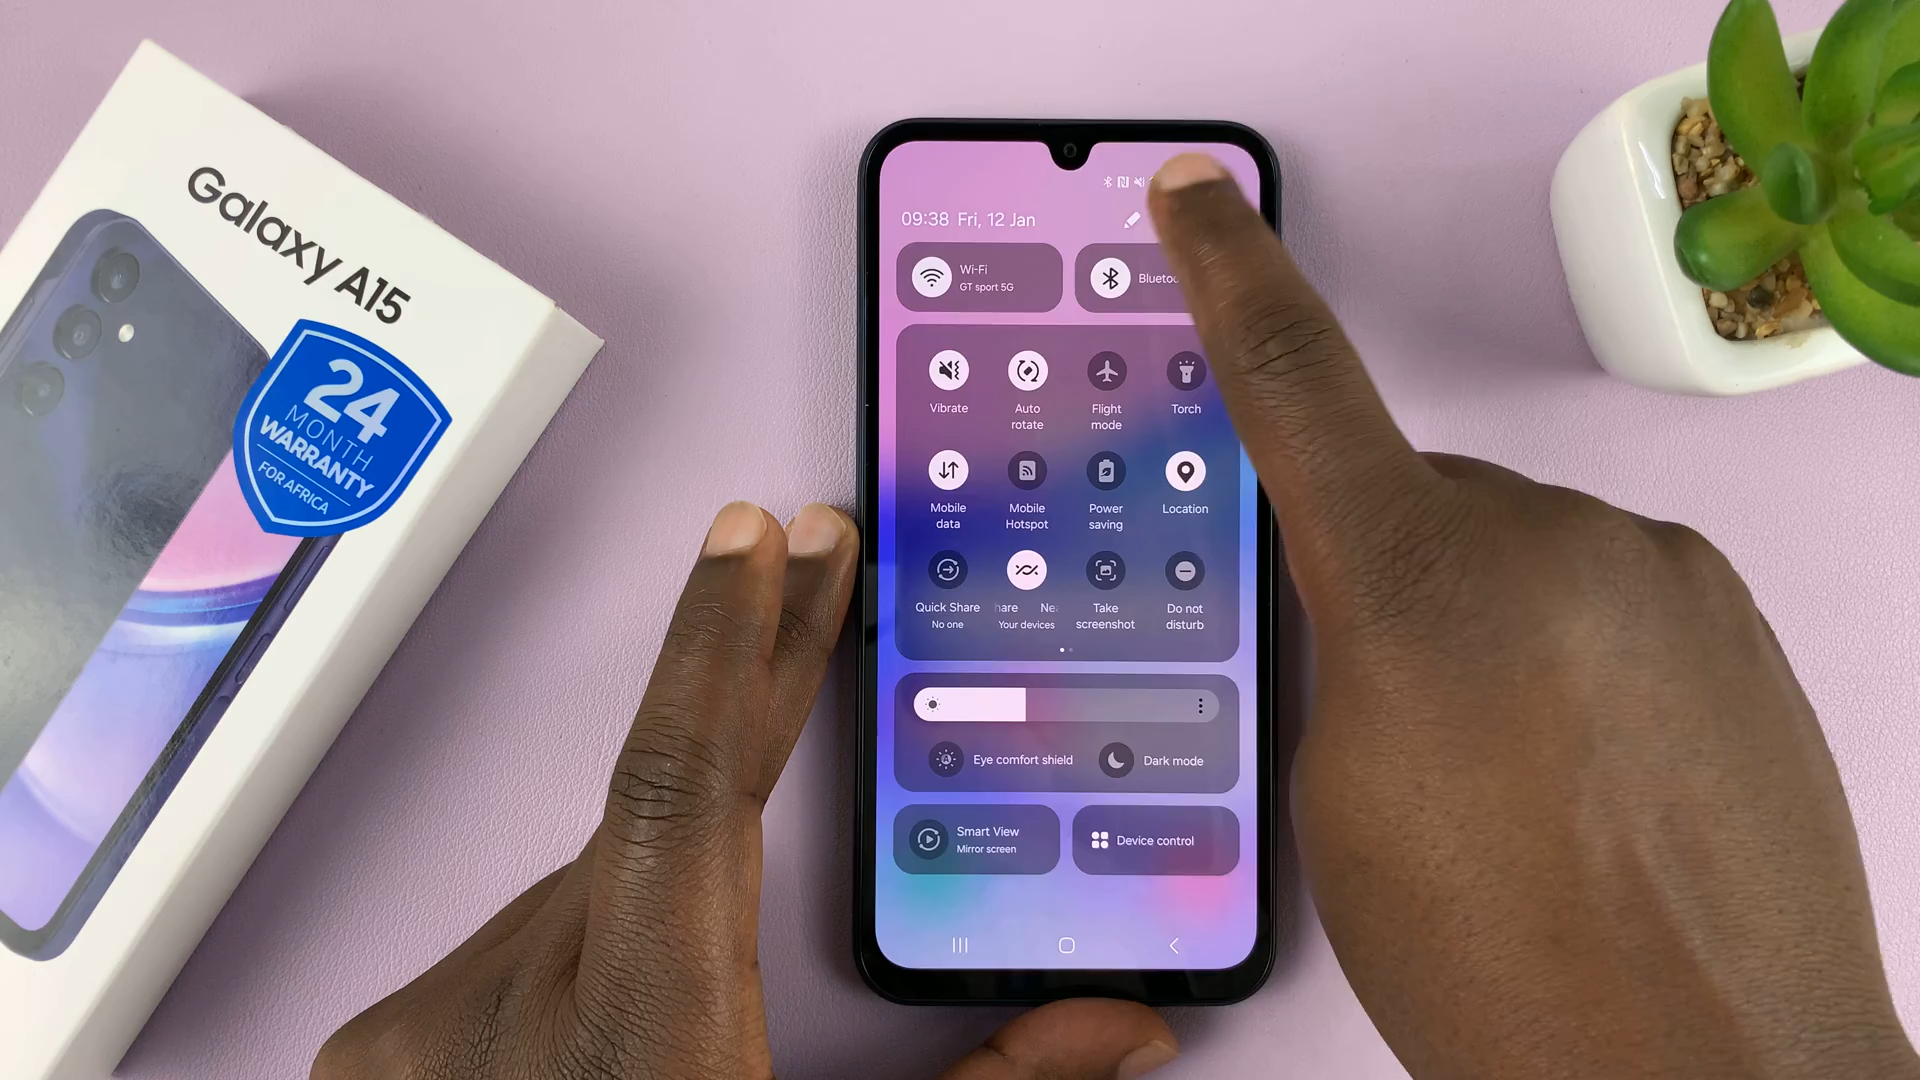 Galaxy A15
24
MONTH
WARRANTY
FOR AFRICA
09:38 Fri, 12 Jan
Wi-Fi
GT sport 5G
Vibrate
Auto
rotate
Flight
mode
Torch
Mobile
data
Mobile
Hotspot
Power
saving
Location
Quick Share
No one
Your devices
Take
screenshot
Do not
disturb
Eye comfort shield
Dark mode
Smart View
Mirror screen
Device control